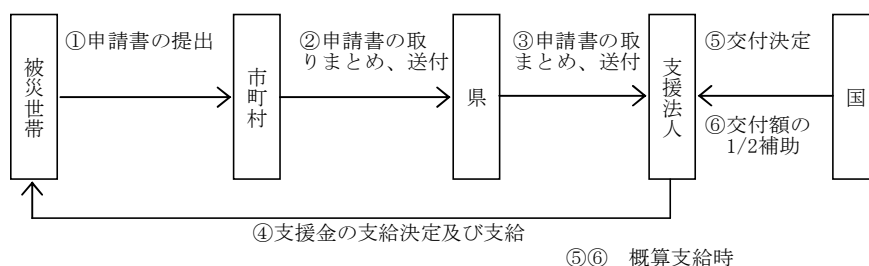 ①申請書の提出
②申請書の取
りまとめ、送付
③申請書の取
まとめ、送付
⑤交付決定
被災世帯
市町村
県
支援法人
国
⑥交付額の
1/2補助
④支援金の支給決定及び支給
⑤⑥ 概算支給時